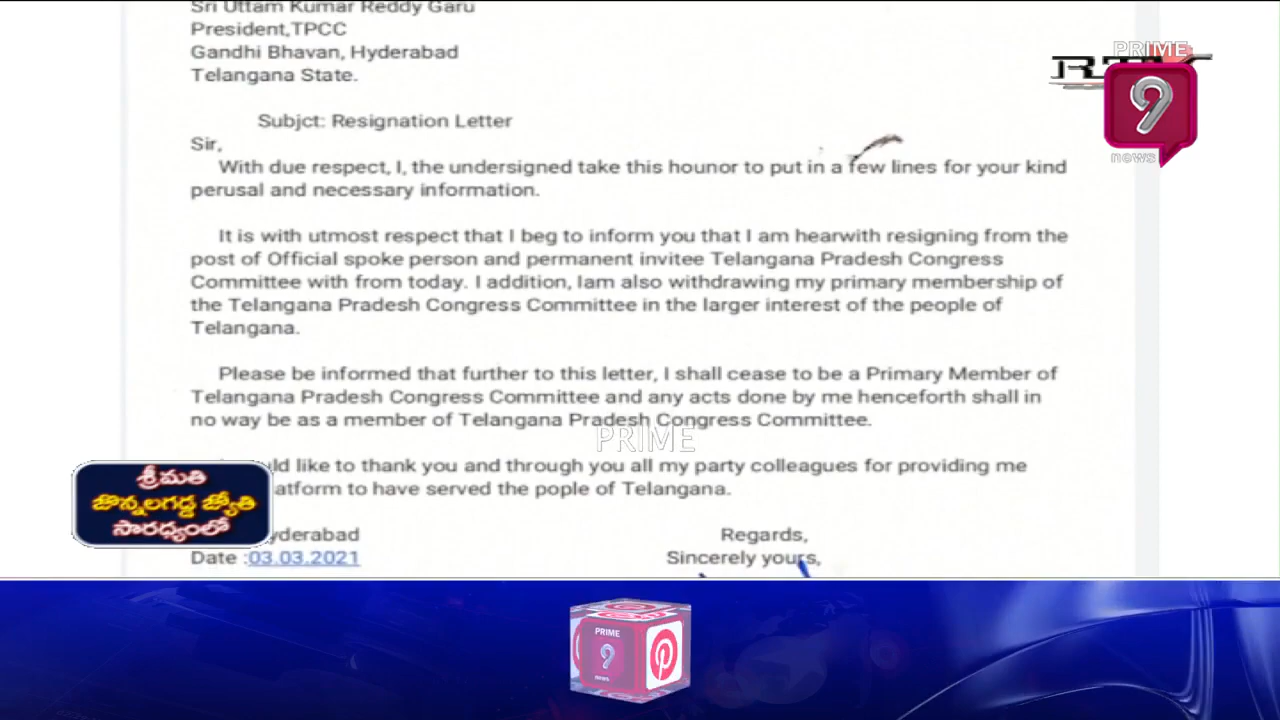 Sri Uttam Kumar Reddy Garu
President,TPCC
Gandhi Bhavan, Hyderabad
Telangana State.
Subjct: Resignation Letter
Sir,
With due respect, I, the undersigned take this hounor to put in a few lines for your kind
perusal and necessary information.
It is with utmost respect that I beg to inform you that I am hearwith resigning from the
post of Official spoke person and permanent invitee Telangana Pradesh Congress
Committee with from today. I addition, Iam also withdrawing my primary membership of
the Telangana Pradesh Congress Committee in the larger interest of the people of
Telangana.
Please be informed that further to this letter, I shall cease to be a Primary Member of
Telangana Pradesh Congress Committee and any acts done by me henceforth shall in
no way be as a member of Telangana Pradesh Congress Committee.
like to thank you and through you all my party colleagues for providing me
to have served the pople of Telangana.
Regards,
Date :03.03.2021
Sincerely yours,
PRIME
9
news
PRIME
శ్రీమతి
జొన్నలగడ్డ జ్యోతి
సారధ్యంలో
PRIME
9
news